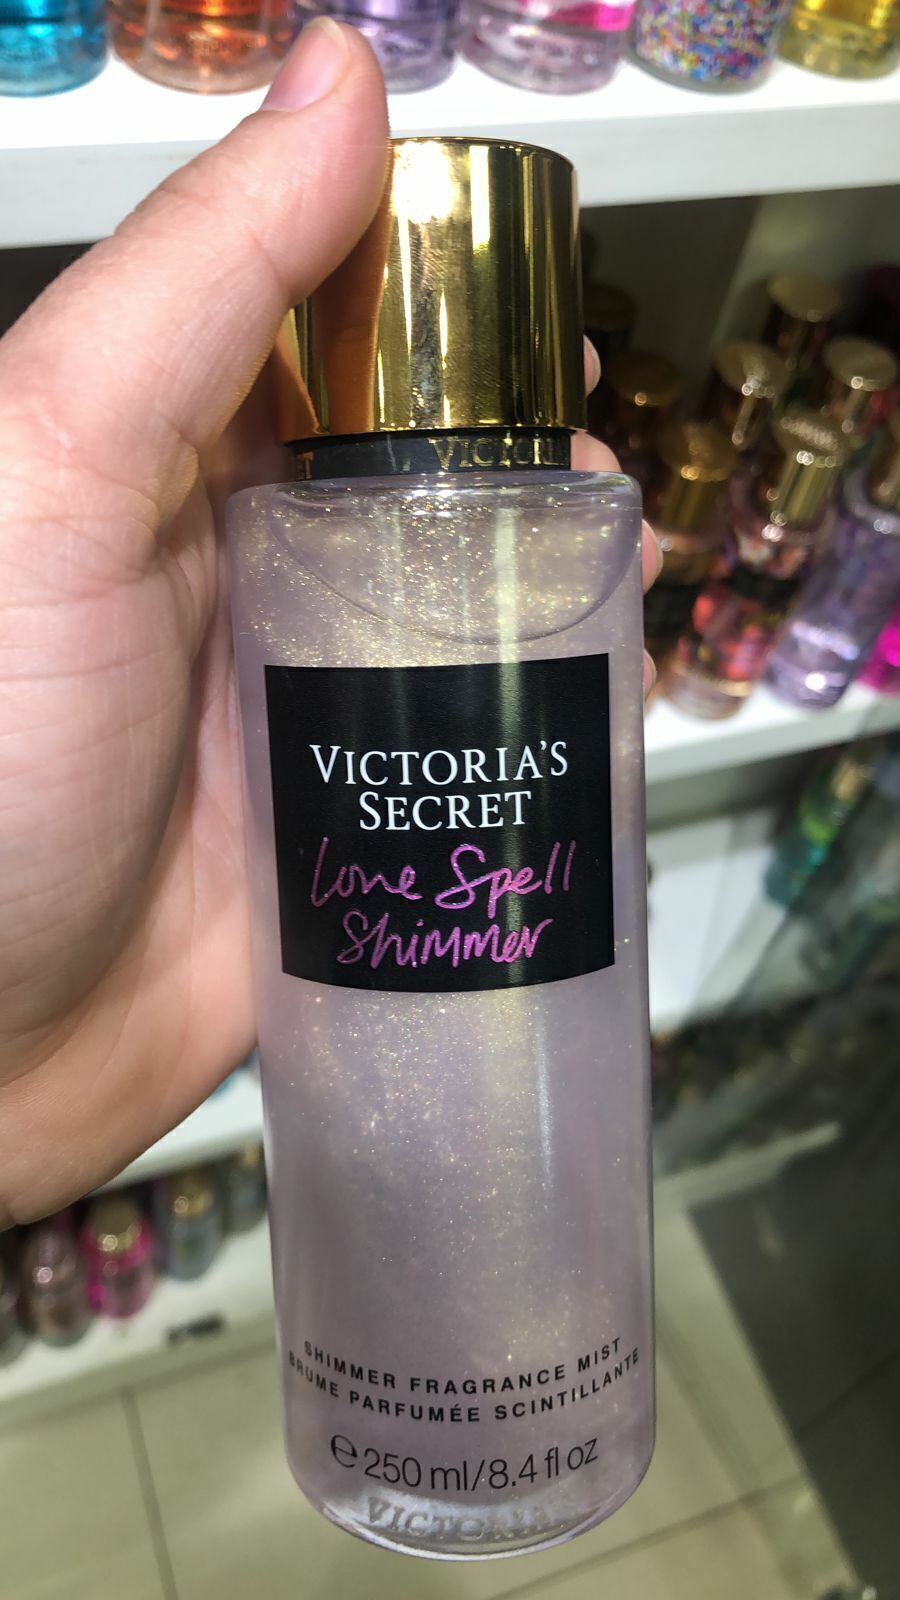 VICTORIA'S
SECRET
Love Spell
Shimmer
SHIMMER FRAGRANCE MIST
BRUME PARFUMÉE SCINTILLANTE
℮ 250 ml/8.4 fl oz